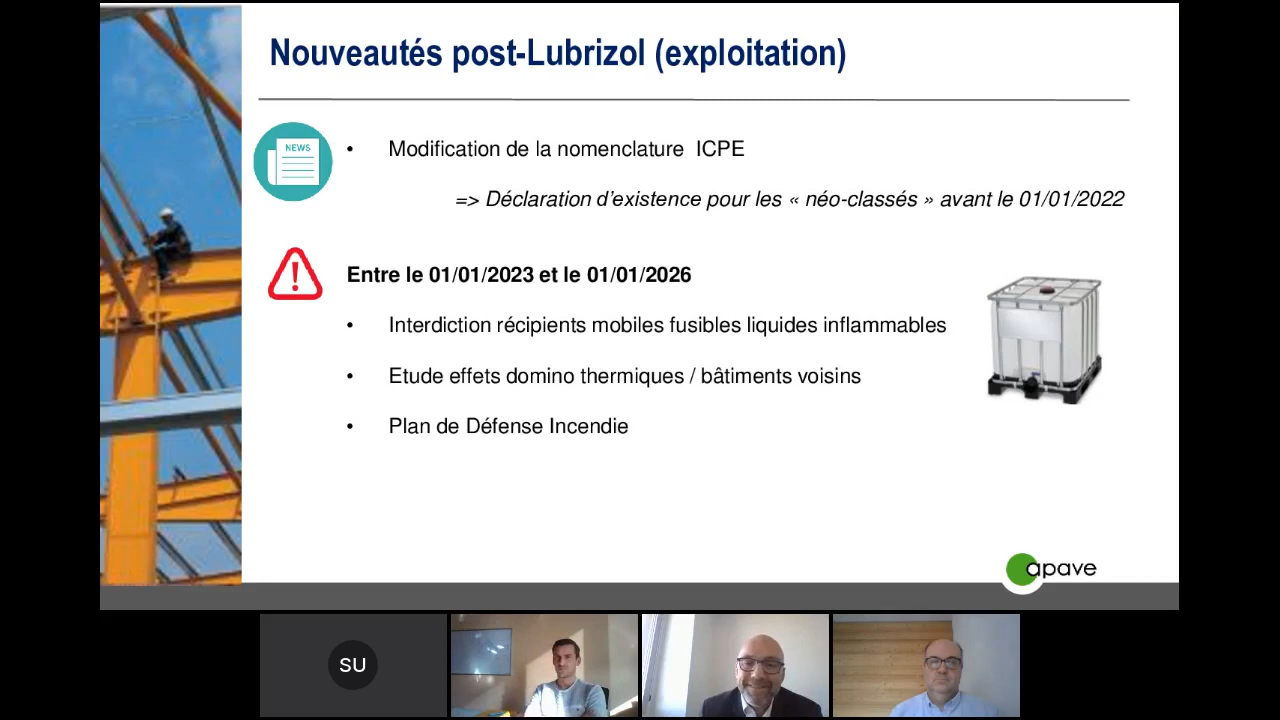 Nouveautés post-Lubrizol (exploitation)
NEWS
• Modification de la nomenclature ICPE
=> Déclaration d'existence pour les « néo-classés » avant le 01/01/2022
Entre le 01/01/2023 et le 01/01/2026
• Interdiction récipients mobiles fusibles liquides inflammables
• Etude effets domino thermiques / bâtiments voisins
• Plan de Défense Incendie
apave
SU